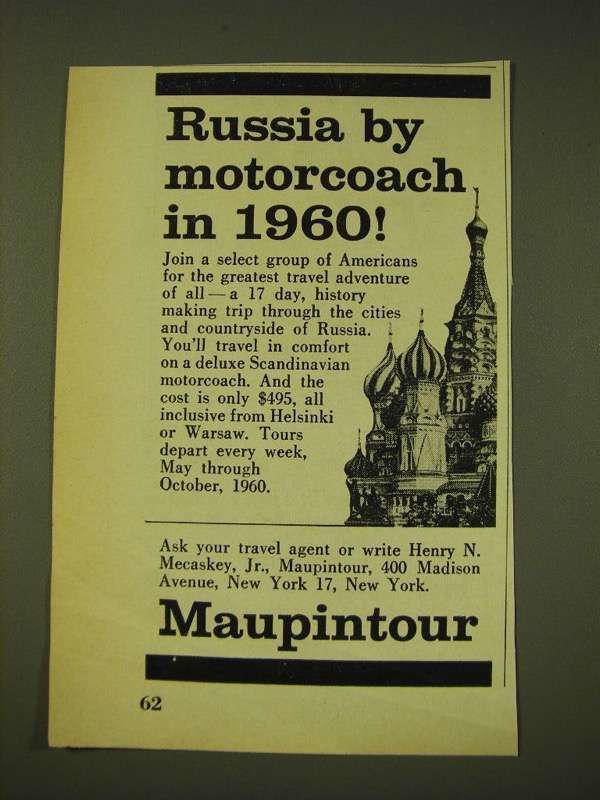 Russia by
motorcoach
in 1960!
Join a select group of Americans
for the greatest travel adventure
of all — a 17 day, history
making trip through the cities
and countryside of Russia.
You'll travel in comfort
on a deluxe Scandinavian
motorcoach. And the
cost is only $495, all
inclusive from Helsinki
or Warsaw. Tours
depart every week,
May through
October, 1960.
Ask your travel agent or write Henry N.
Mecaskey, Jr., Maupintour, 400 Madison
Avenue, New York 17, New York.
Maupintour
62